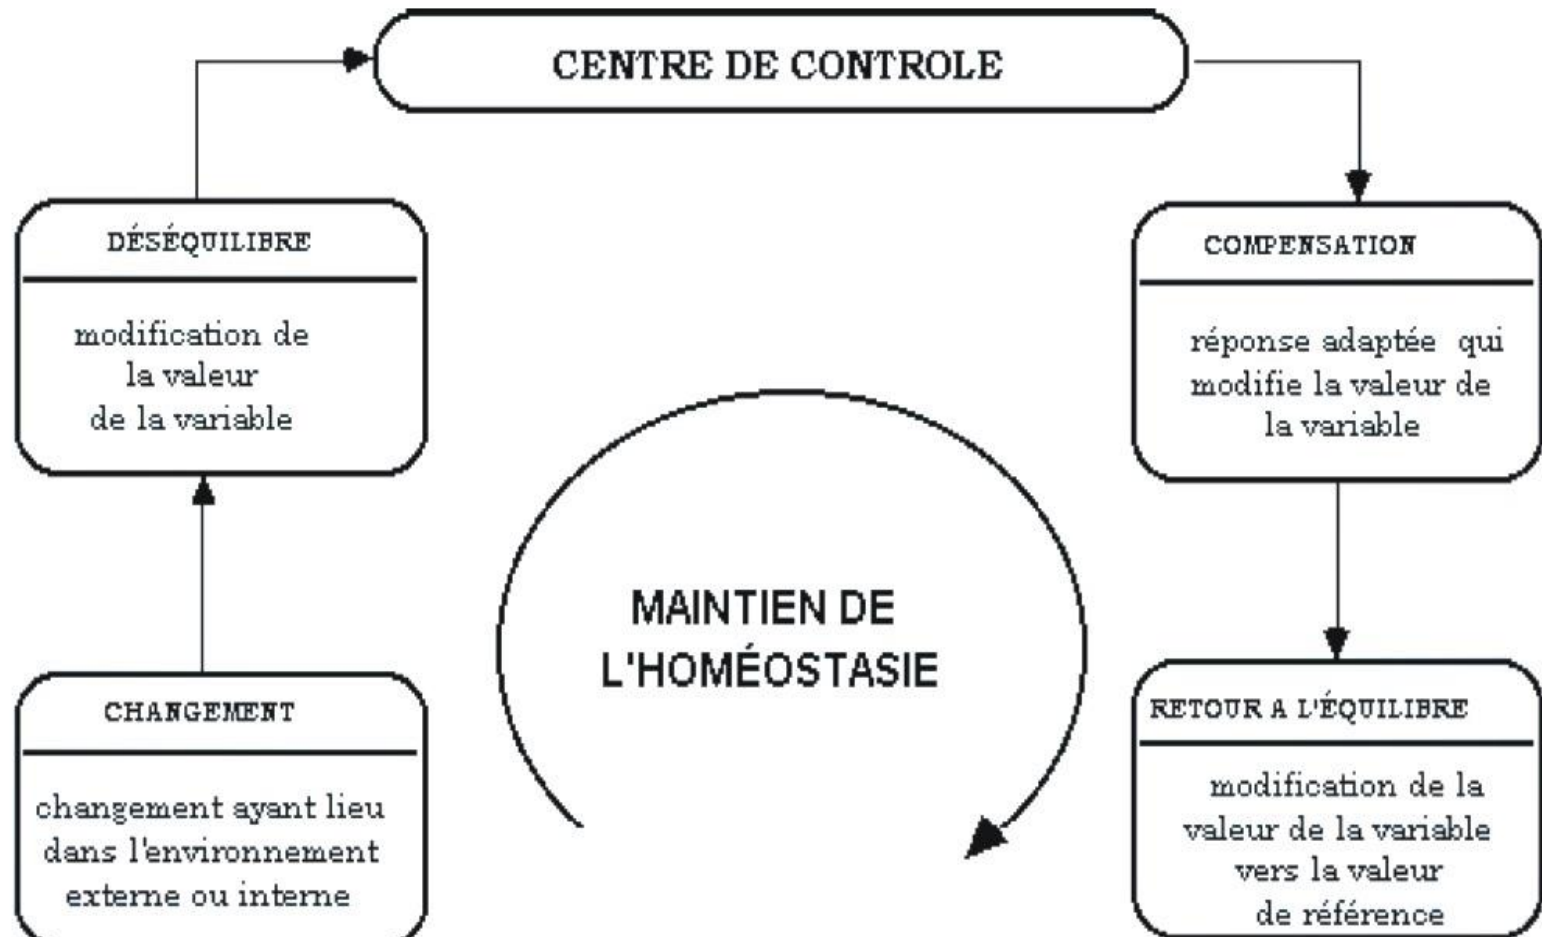 CENTRE DE CONTROLE
DÉSÉQUILIBRE
modification de
la valeur
de la variable
COMPENSATION
réponse adaptée qui
modifie la valeur de
la variable
MAINTIEN DE
L'HOMÉOSTASIE
CHANGEMENT
changement ayant lieu
dans l'environnement
externe ou interne
RETOUR A L'ÉQUILIBRE
modification de la
valeur de la variable
vers la valeur
de référence